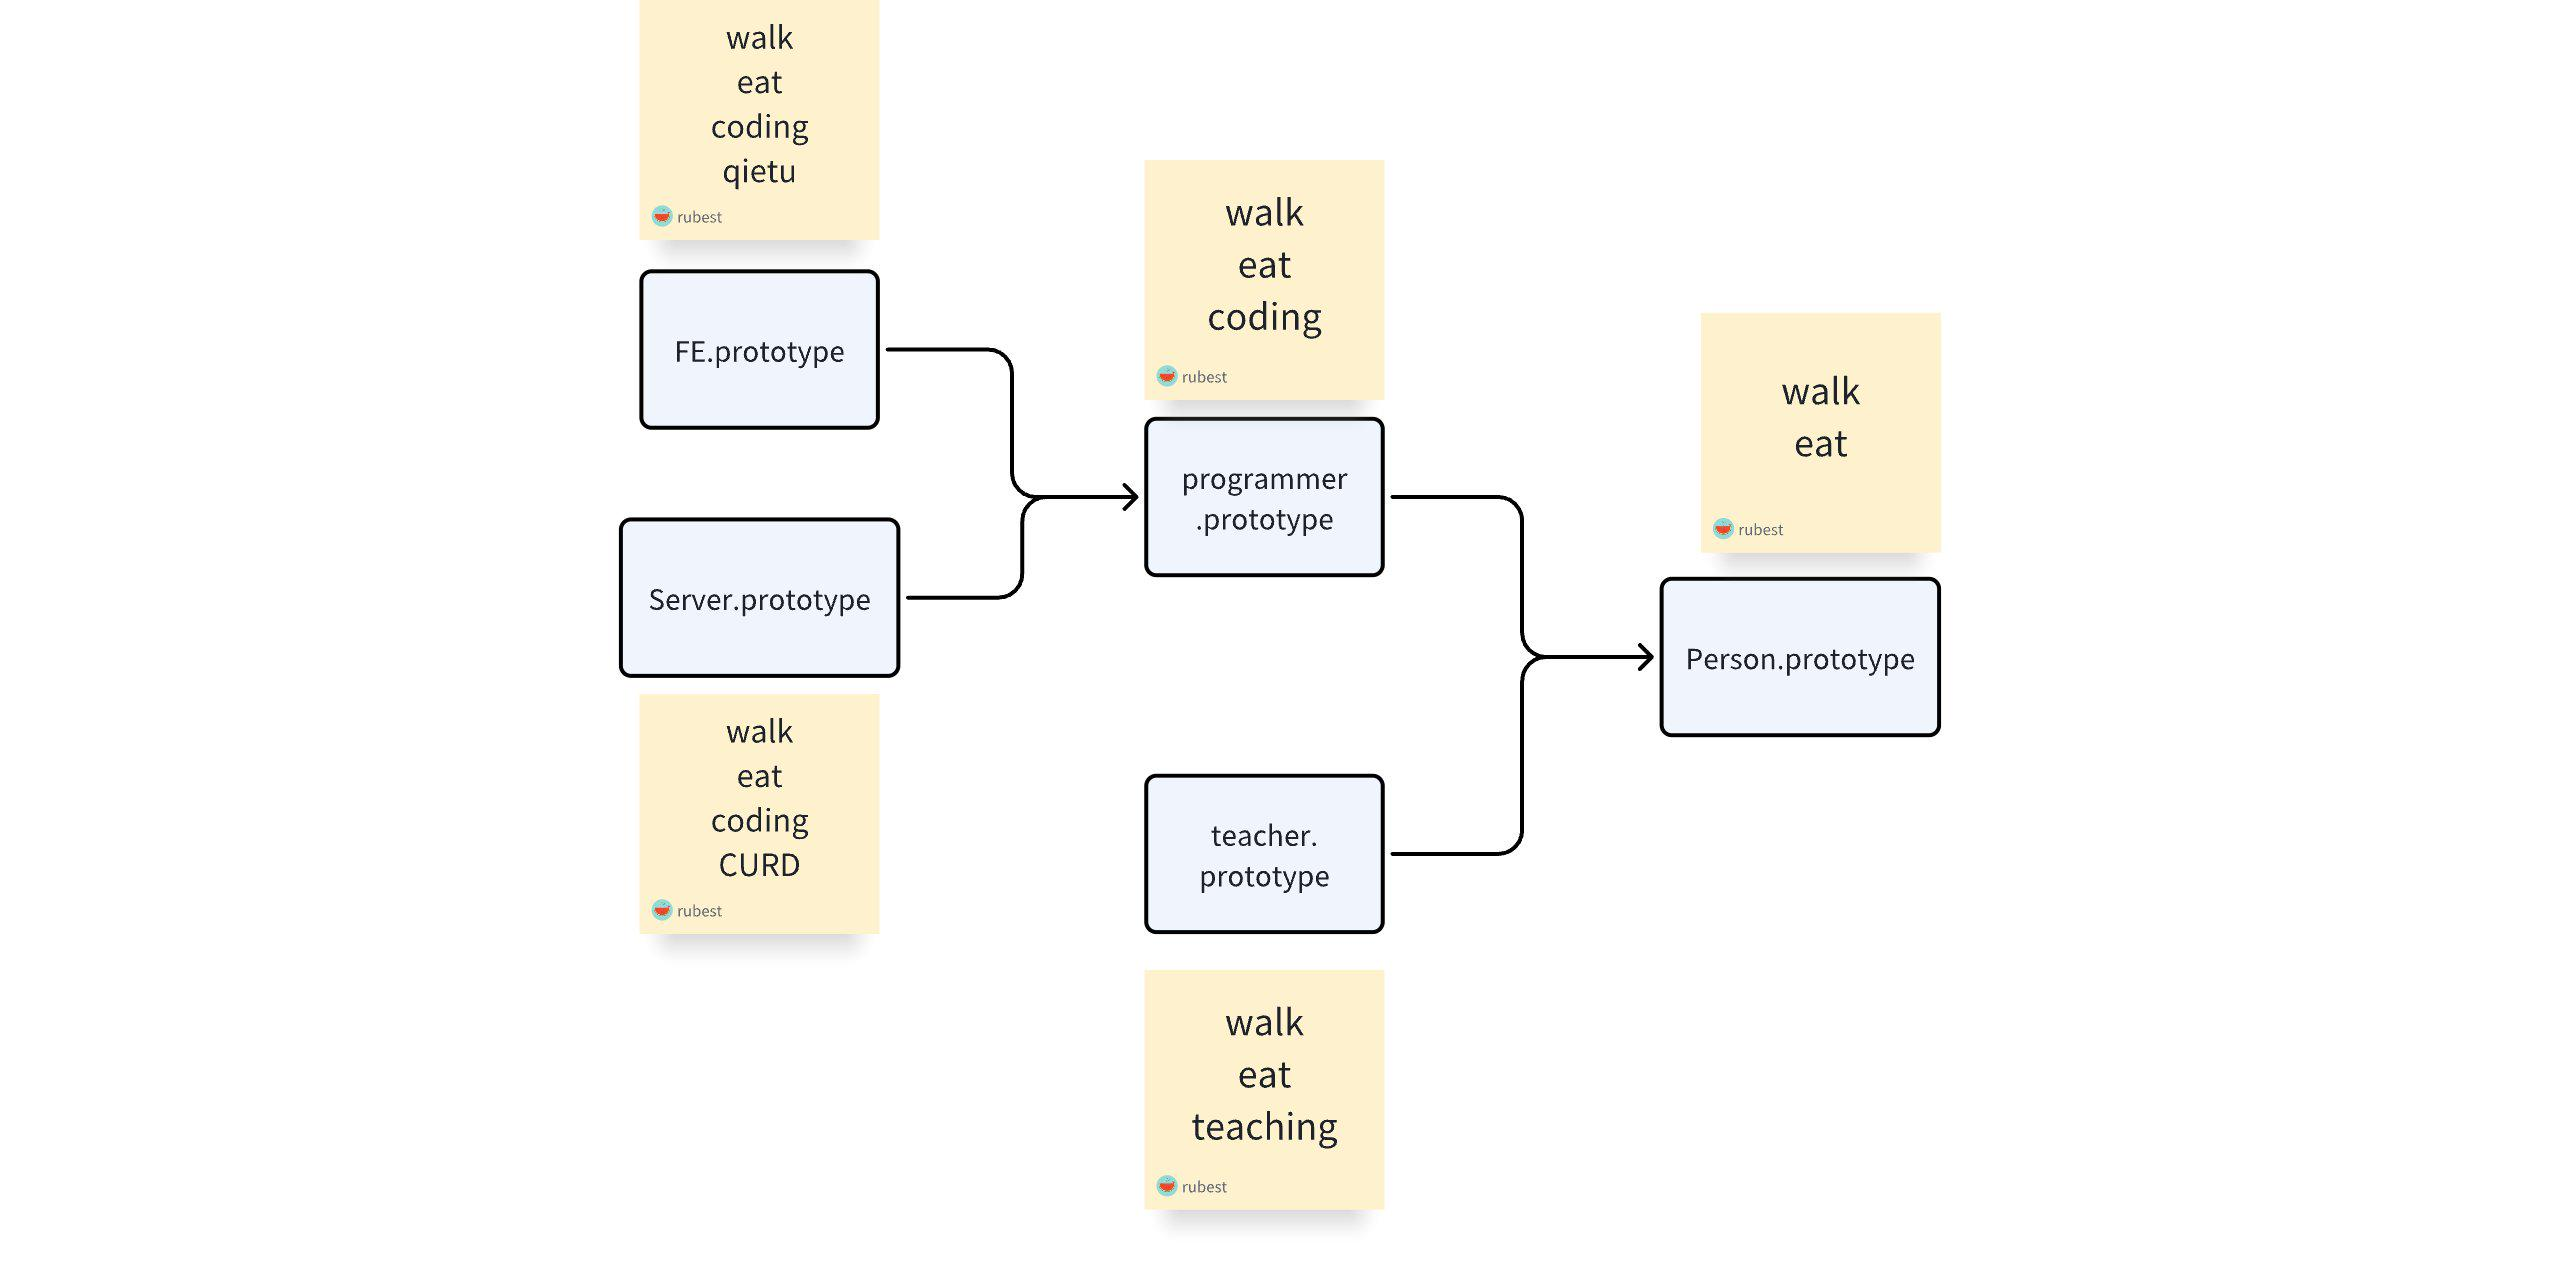 walk
eat
coding
qietu
rubest
FE.prototype
Server.prototype
walk
eat
coding
CURD
rubest
walk
eat
coding
rubest
programmer
.prototype
teacher.
prototype
walk
eat
teaching
rubest
walk
eat
rubest
Person.prototype